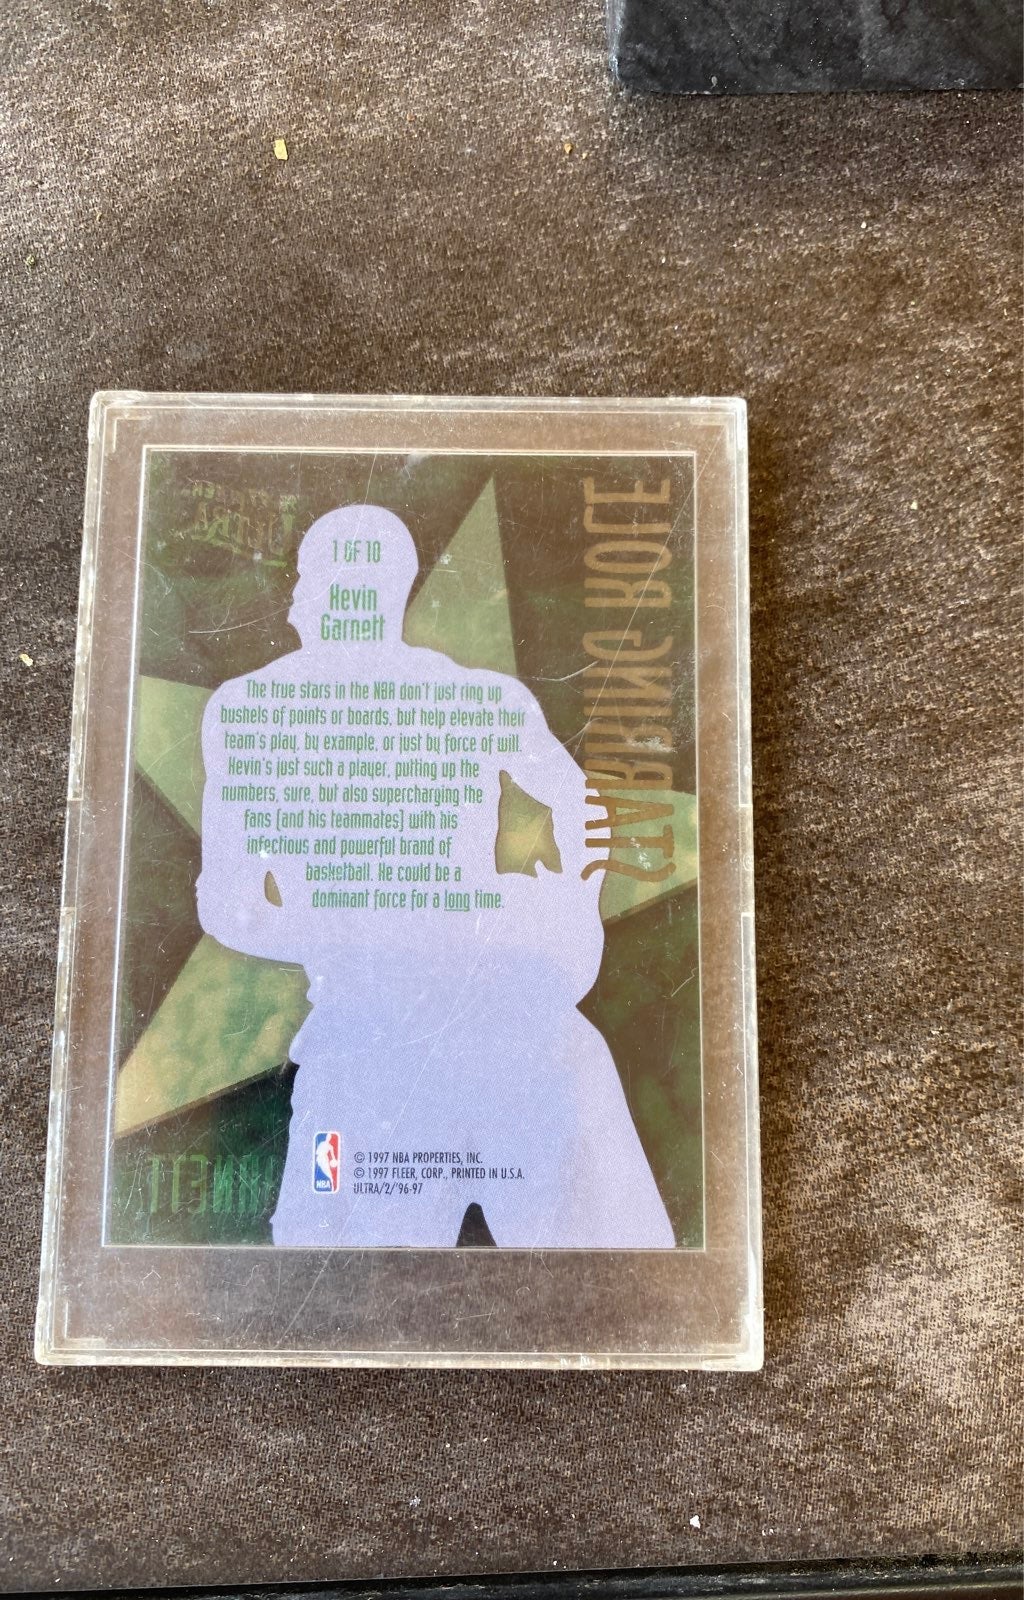 1 OF 10
Kevin
Garnett
The true stars in the NBA don't just ring up
bushels of points or boards, but help elevate their
team's play, by example, or just by force of will.
Kevin's just such a player, putting up the
numbers, sure, but also supercharging the
fans (and his teammates) with his
infectious and powerful brand of
basketball. He could be a
dominant force for a long time.
STARRING ROLE
ULTRA
NBA
© 1997 NBA PROPERTIES, INC.
© 1997 FLEER, CORP., PRINTED IN U.S.A.
ULTRA/2/'96-97